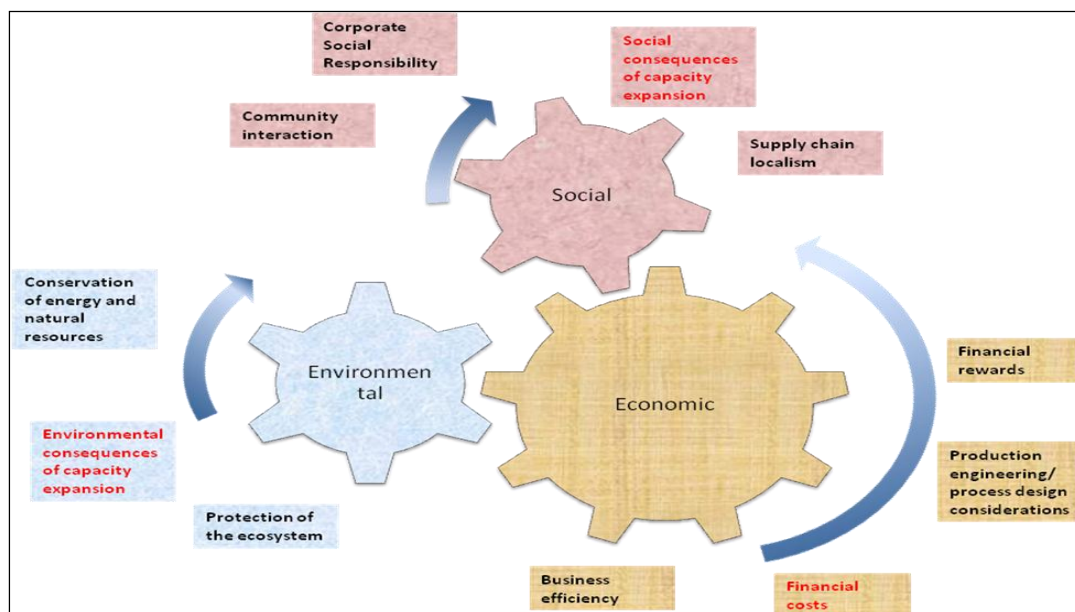 Corporate
Social
Responsibility
Social
consequences
of capacity
expansion
Community
interaction
Supply chain
localism
Social
Conservation
of energy and
natural
resources
Environmen
tal
Economic
Financial
rewards
Environmental
consequences
of capacity
expansion
Production
engineering/
process design
considerations
Protection of
the ecosystem
Business
efficiency
Financial
costs